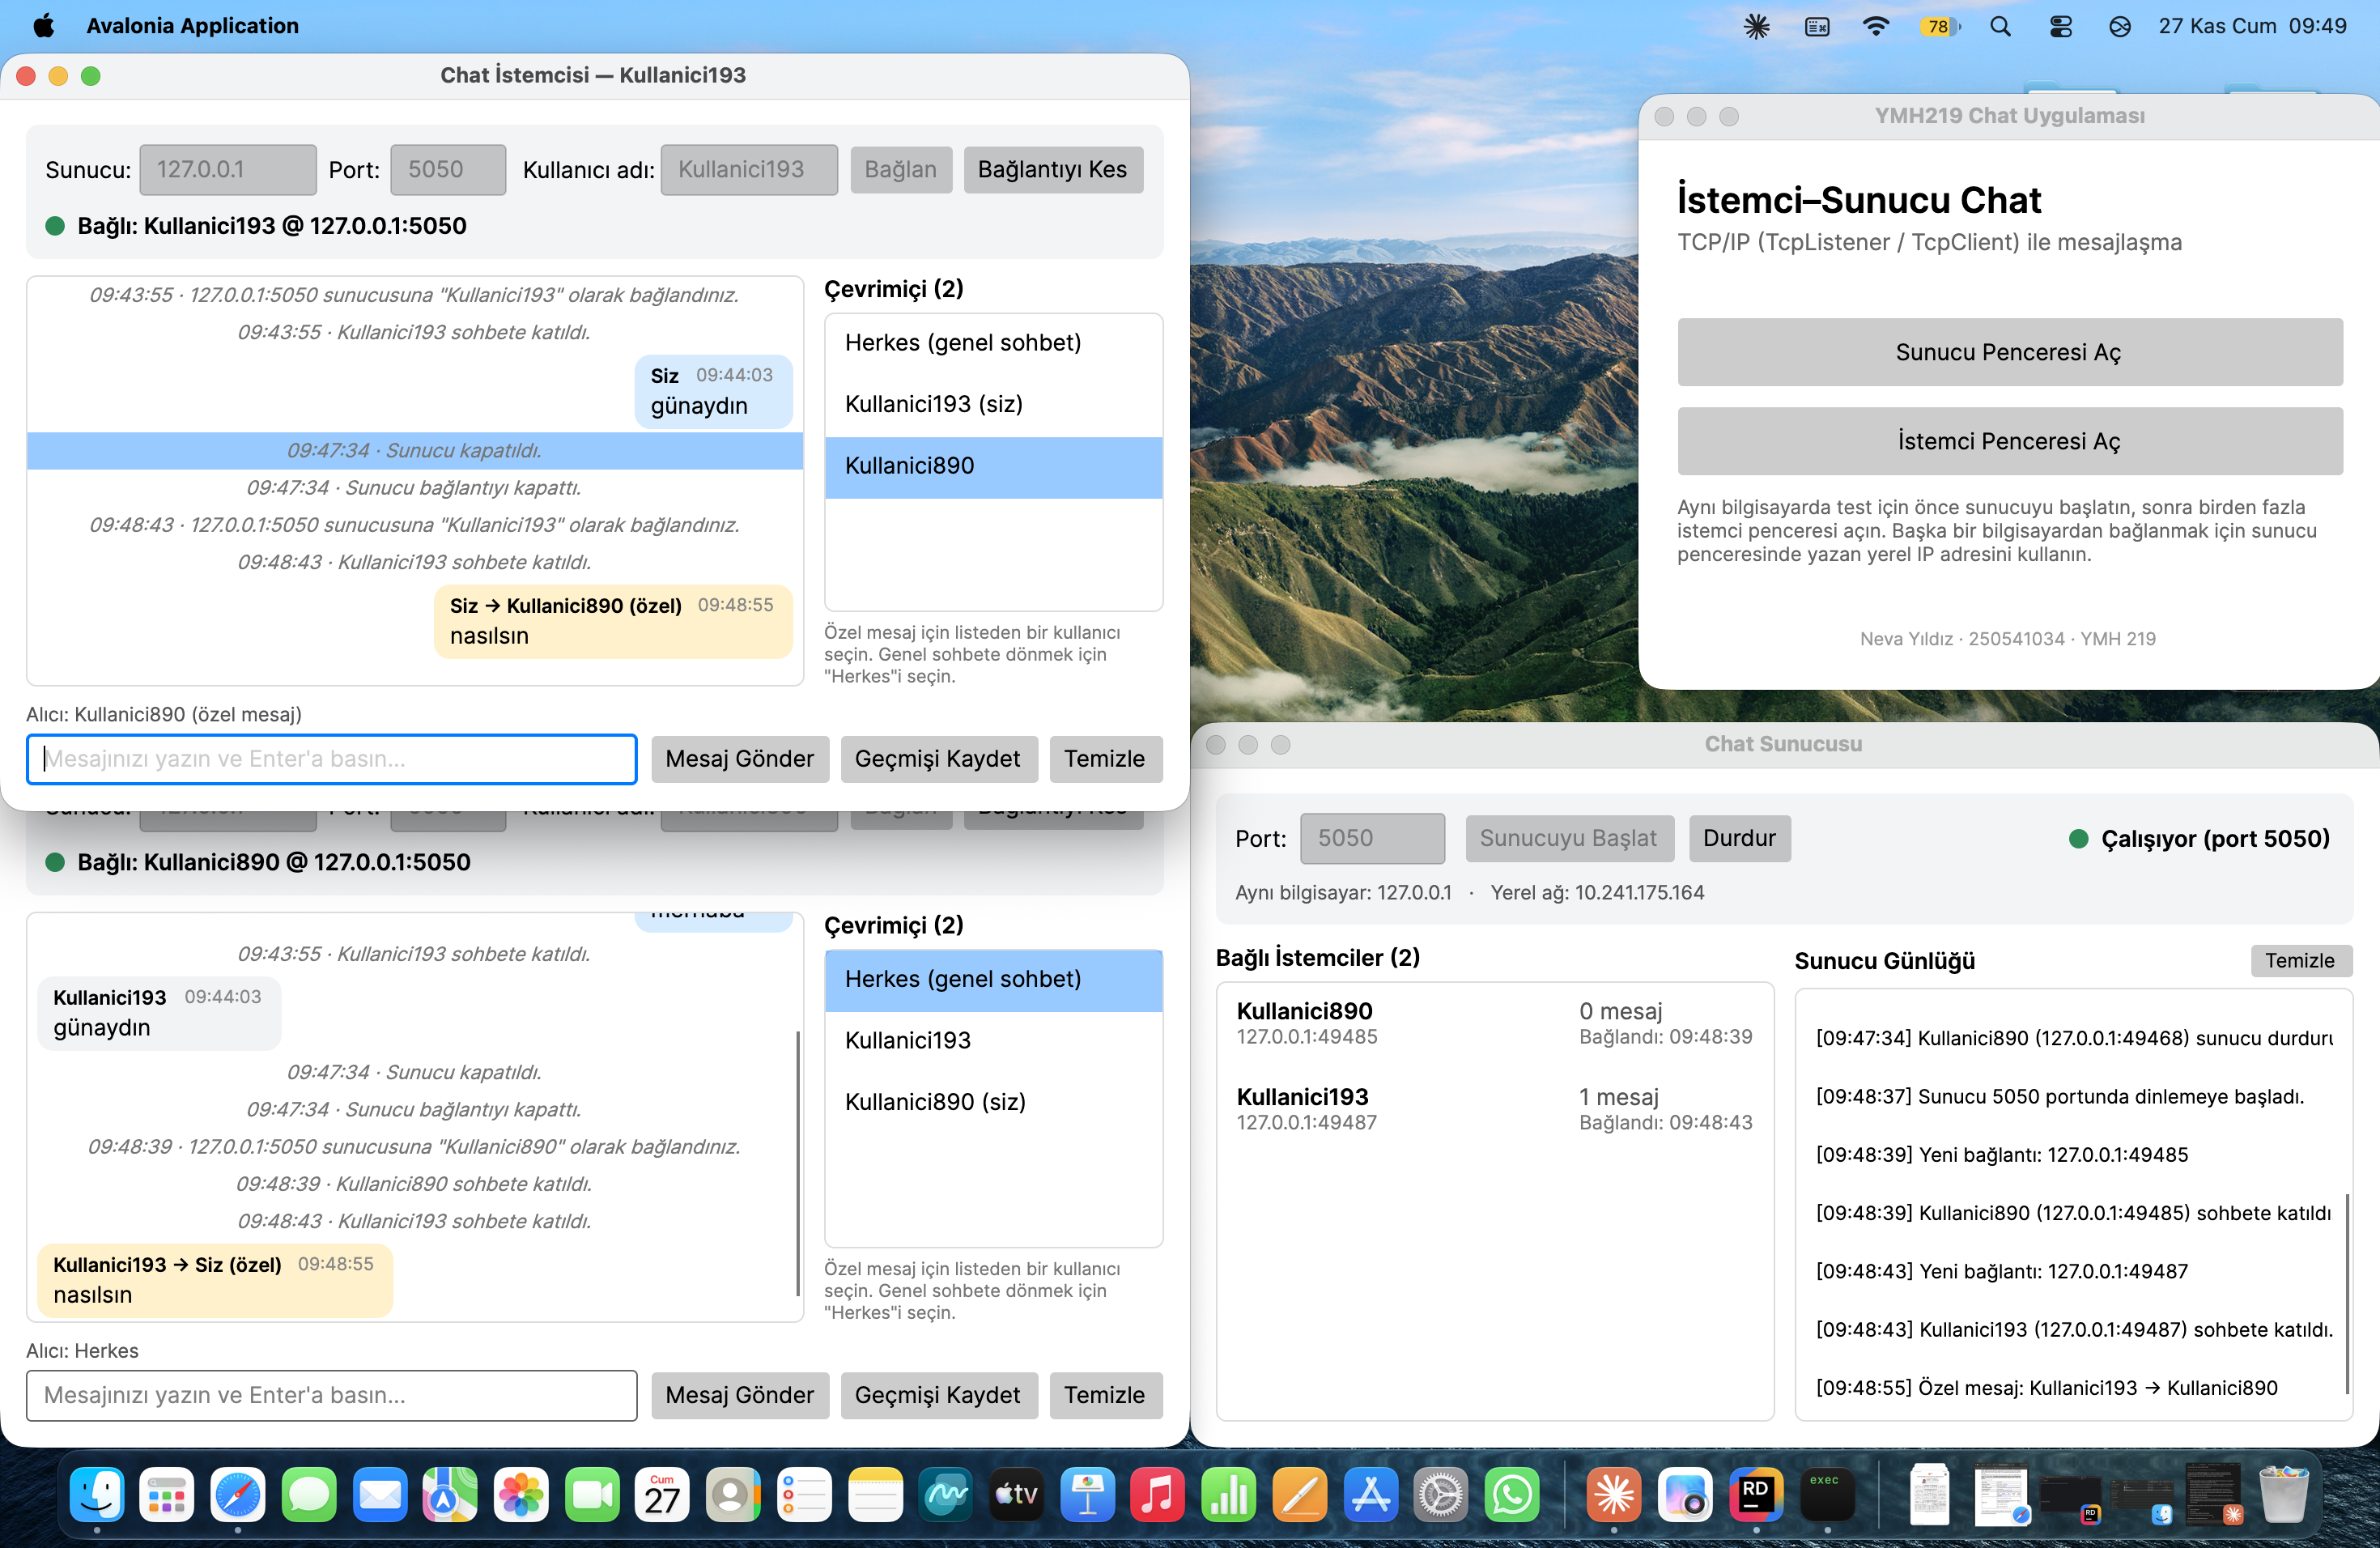 Avalonia Application
78
27 Kas Cum 09:49
Chat İstemcisi — Kullanici193
Sunucu: 127.0.0.1 Port: 5050 Kullanıcı adı: Kullanici193 Bağlan Bağlantıyı Kes
Bağlı: Kullanici193 @ 127.0.0.1:5050
09:43:55 · 127.0.0.1:5050 sunucusuna "Kullanici193" olarak bağlandınız.
09:43:55 · Kullanici193 sohbete katıldı.
Siz 09:44:03
günaydın
09:47:34 · Sunucu kapatıldı.
09:47:34 · Sunucu bağlantıyı kapattı.
09:48:43 · 127.0.0.1:5050 sunucusuna "Kullanici193" olarak bağlandınız.
09:48:43 · Kullanici193 sohbete katıldı.
Siz → Kullanici890 (özel) 09:48:55
nasılsın
Çevrimiçi (2)
Herkes (genel sohbet)
Kullanici193 (siz)
Kullanici890
Özel mesaj için listeden bir kullanıcı
seçin. Genel sohbete dönmek için
"Herkes"i seçin.
Alıcı: Kullanici890 (özel mesaj)
Mesajınızı yazın ve Enter'a basın...
Mesaj Gönder Geçmişi Kaydet Temizle
Bağlı: Kullanici890 @ 127.0.0.1:5050
merhaba
09:43:55 · Kullanici193 sohbete katıldı.
Kullanici193 09:44:03
günaydın
09:47:34 · Sunucu kapatıldı.
09:47:34 · Sunucu bağlantıyı kapattı.
09:48:39 · 127.0.0.1:5050 sunucusuna "Kullanici890" olarak bağlandınız.
09:48:39 · Kullanici890 sohbete katıldı.
09:48:43 · Kullanici193 sohbete katıldı.
Kullanici193 → Siz (özel) 09:48:55
nasılsın
Çevrimiçi (2)
Herkes (genel sohbet)
Kullanici193
Kullanici890 (siz)
Özel mesaj için listeden bir kullanıcı
seçin. Genel sohbete dönmek için
"Herkes"i seçin.
Alıcı: Herkes
Mesajınızı yazın ve Enter'a basın...
Mesaj Gönder Geçmişi Kaydet Temizle
YMH219 Chat Uygulaması
İstemci–Sunucu Chat
TCP/IP (TcpListener / TcpClient) ile mesajlaşma
Sunucu Penceresi Aç
İstemci Penceresi Aç
Aynı bilgisayarda test için önce sunucuyu başlatın, sonra birden fazla
istemci penceresi açın. Başka bir bilgisayardan bağlanmak için sunucu
penceresinde yazan yerel IP adresini kullanın.
Neva Yıldız · 250541034 · YMH 219
Chat Sunucusu
Port: 5050 Sunucuyu Başlat Durdur Çalışıyor (port 5050)
Aynı bilgisayar: 127.0.0.1 · Yerel ağ: 10.241.175.164
Bağlı İstemciler (2)
Kullanici890 0 mesaj
127.0.0.1:49485 Bağlandı: 09:48:39
Kullanici193 1 mesaj
127.0.0.1:49487 Bağlandı: 09:48:43
Sunucu Günlüğü Temizle
[09:47:34] Kullanici890 (127.0.0.1:49468) sunucu
[09:48:37] Sunucu 5050 portunda dinlemeye başladı.
[09:48:39] Yeni bağlantı: 127.0.0.1:49485
[09:48:39] Kullanici890 (127.0.0.1:49485) sohbete katıldı
[09:48:43] Yeni bağlantı: 127.0.0.1:49487
[09:48:43] Kullanici193 (127.0.0.1:49487) sohbete katıldı.
[09:48:55] Özel mesaj: Kullanici193 → Kullanici890
Cum
27
tv
RD
exec